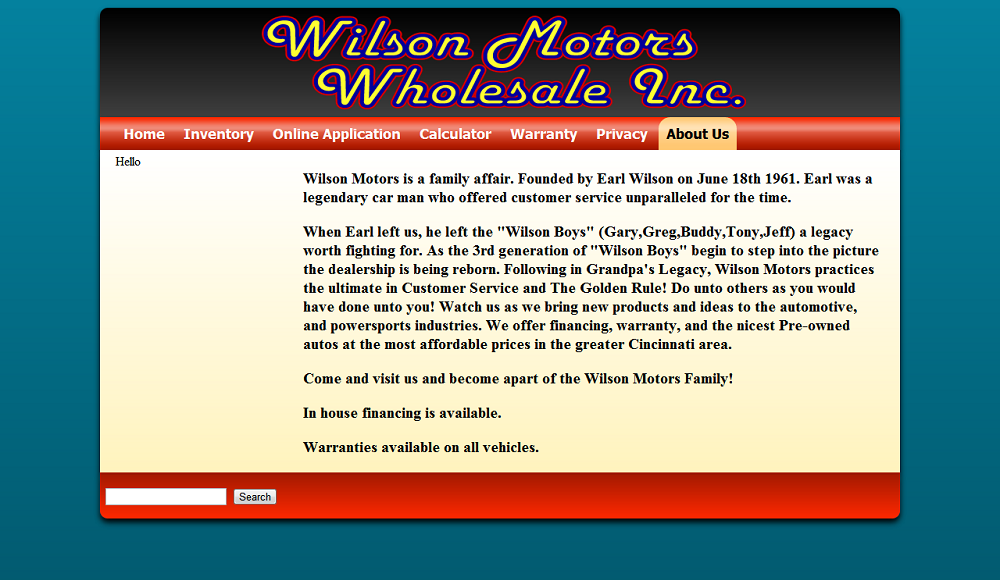 Wilson Motors
Wholesale Inc.
Home Inventory Online Application Calculator Warranty Privacy About Us
Hello
Wilson Motors is a family affair. Founded by Earl Wilson on June 18th 1961. Earl was a
legendary car man who offered customer service unparalleled for the time.
When Earl left us, he left the "Wilson Boys" (Gary,Greg,Buddy,Tony,Jeff) a legacy
worth fighting for. As the 3rd generation of "Wilson Boys" begin to step into the picture
the dealership is being reborn. Following in Grandpa's Legacy, Wilson Motors practices
the ultimate in Customer Service and The Golden Rule! Do unto others as you would
have done unto you! Watch us as we bring new products and ideas to the automotive,
and powersports industries. We offer financing, warranty, and the nicest Pre-owned
autos at the most affordable prices in the greater Cincinnati area.
Come and visit us and become apart of the Wilson Motors Family!
In house financing is available.
Warranties available on all vehicles.
Search